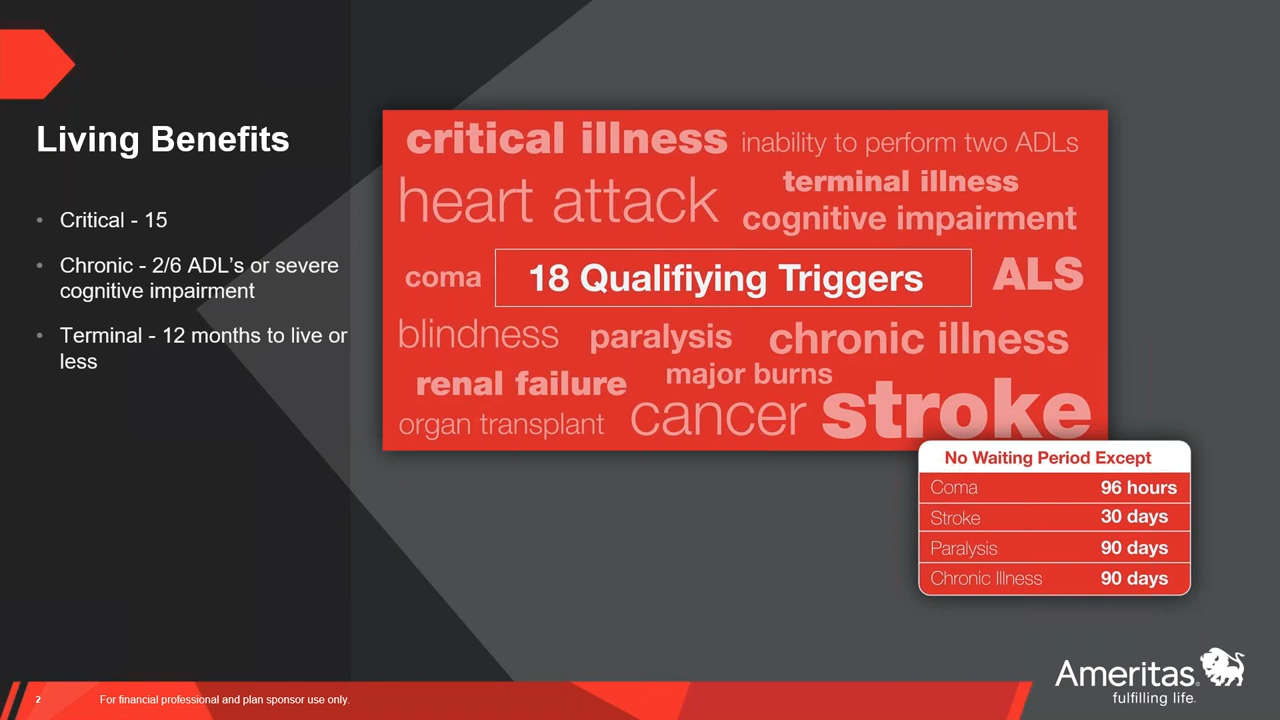 Living Benefits
• Critical - 15
• Chronic - 2/6 ADL’s or severe
cognitive impairment
• Terminal - 12 months to live or
less
critical illness inability to perform two ADLs
heart attack terminal illness
cognitive impairment
coma 18 Qualifiying Triggers ALS
blindness paralysis chronic illness
renal failure major burns
organ transplant cancer stroke
No Waiting Period Except
Coma 96 hours
Stroke 30 days
Paralysis 90 days
Chronic Illness 90 days
2 For financial professional and plan sponsor use only.
Ameritas®
fulfilling life.